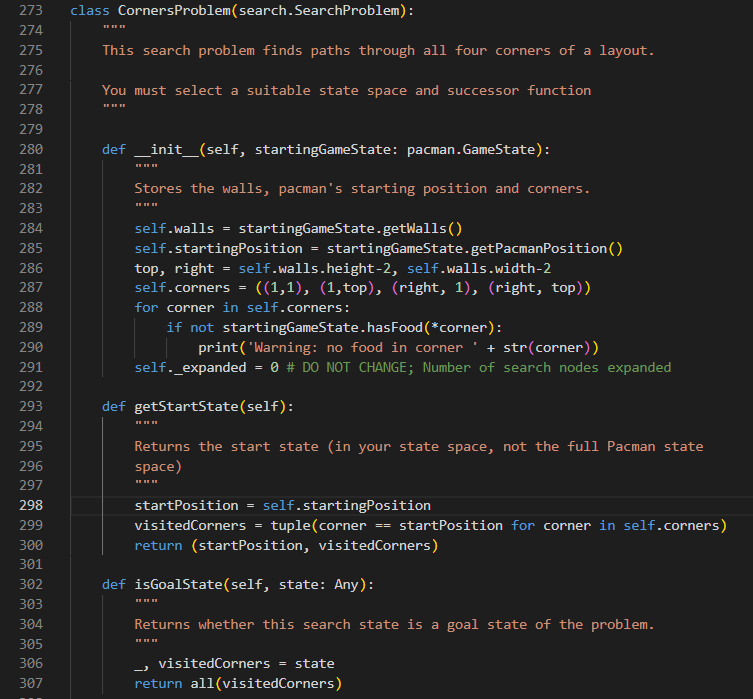 273 class CornersProblem(search.SearchProblem):
274     """
275     This search problem finds paths through all four corners of a layout.
276
277     You must select a suitable state space and successor function
278     """
279
280     def __init__(self, startingGameState: pacman.GameState):
281         """
282         Stores the walls, pacman's starting position and corners.
283         """
284         self.walls = startingGameState.getWalls()
285         self.startingPosition = startingGameState.getPacmanPosition()
286         top, right = self.walls.height-2, self.walls.width-2
287         self.corners = ((1,1), (1,top), (right, 1), (right, top))
288         for corner in self.corners:
289             if not startingGameState.hasFood(*corner):
290                 print('Warning: no food in corner ' + str(corner))
291         self._expanded = 0 # DO NOT CHANGE; Number of search nodes expanded
292
293     def getStartState(self):
294         """
295         Returns the start state (in your state space, not the full Pacman state
296         space)
297         """
298         startPosition = self.startingPosition
299         visitedCorners = tuple(corner == startPosition for corner in self.corners)
300         return (startPosition, visitedCorners)
301
302     def isGoalState(self, state: Any):
303         """
304         Returns whether this search state is a goal state of the problem.
305         """
306         _, visitedCorners = state
307         return all(visitedCorners)